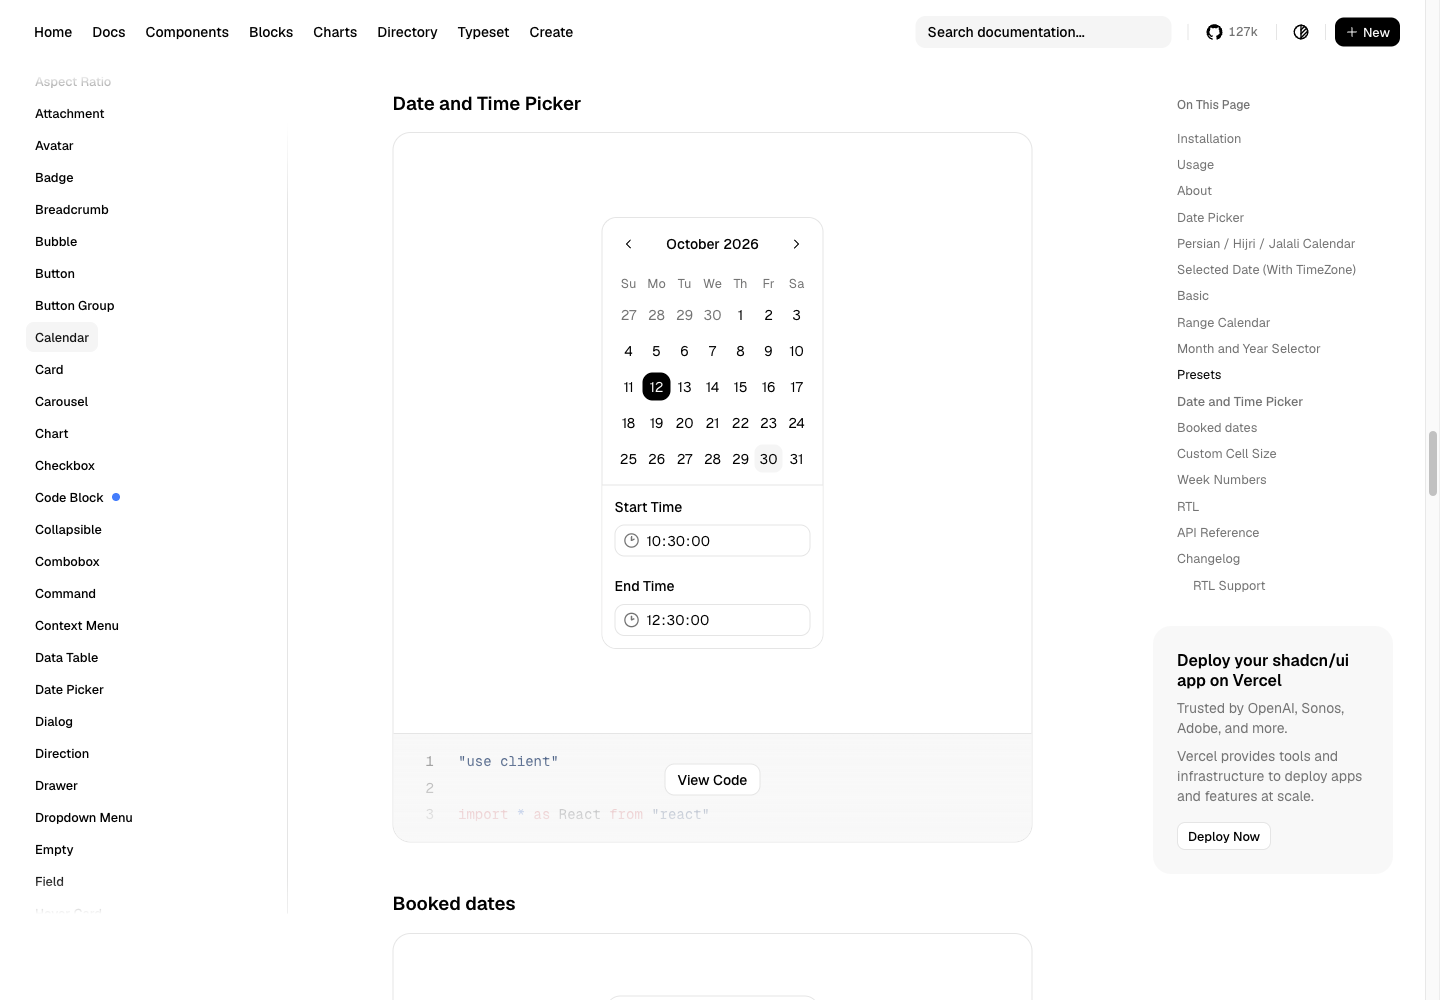 Home Docs Components Blocks Charts Directory Typeset Create
Search documentation...
127k
New
Aspect Ratio
Attachment
Avatar
Badge
Breadcrumb
Bubble
Button
Button Group
Calendar
Card
Carousel
Chart
Checkbox
Code Block
Collapsible
Combobox
Command
Context Menu
Data Table
Date Picker
Dialog
Direction
Drawer
Dropdown Menu
Empty
Field
Date and Time Picker
October 2026
Su Mo Tu We Th Fr Sa
27 28 29 30 1 2 3
4 5 6 7 8 9 10
11 12 13 14 15 16 17
18 19 20 21 22 23 24
25 26 27 28 29 30 31
Start Time
10:30:00
End Time
12:30:00
1 "use client"
2
View Code
3 import * as React from "react"
Booked dates
On This Page
Installation
Usage
About
Date Picker
Persian / Hijri / Jalali Calendar
Selected Date (With TimeZone)
Basic
Range Calendar
Month and Year Selector
Presets
Date and Time Picker
Booked dates
Custom Cell Size
Week Numbers
RTL
API Reference
Changelog
RTL Support
Deploy your shadcn/ui
app on Vercel
Trusted by OpenAI, Sonos,
Adobe, and more.
Vercel provides tools and
infrastructure to deploy apps
and features at scale.
Deploy Now